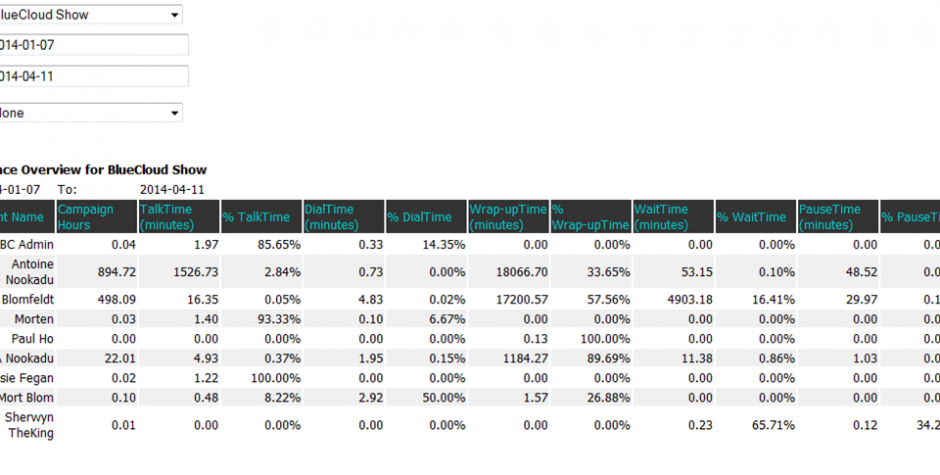 lueCloud Show
014-01-07
014-04-11
lone
nce Overview for BlueCloud Show
4-01-07 To: 2014-04-11
nt Name Campaign Hours TalkTime (minutes) % TalkTime DialTime (minutes) % DialTime Wrap-upTime (minutes) % Wrap-upTime WaitTime (minutes) % WaitTime PauseTime (minutes) % PauseTi
BC Admin 0.04 1.97 85.65% 0.33 14.35% 0.00 0.00% 0.00 0.00% 0.00 0.0
Antoine Nookadu 894.72 1526.73 2.84% 0.73 0.00% 18066.70 33.65% 53.15 0.10% 48.52 0.0
Blomfeldt 498.09 16.35 0.05% 4.83 0.02% 17200.57 57.56% 4903.18 16.41% 29.97 0.1
Morten 0.03 1.40 93.33% 0.10 6.67% 0.00 0.00% 0.00 0.00% 0.00 0.0
Paul Ho 0.00 0.00 0.00% 0.00 0.00% 0.13 100.00% 0.00 0.00% 0.00 0.0
A Nookadu 22.01 4.93 0.37% 1.95 0.15% 1184.27 89.69% 11.38 0.86% 1.03 0.0
sie Fegan 0.02 1.22 100.00% 0.00 0.00% 0.00 0.00% 0.00 0.00% 0.00 0.0
Mort Blom 0.10 0.48 8.22% 2.92 50.00% 1.57 26.88% 0.00 0.00% 0.00 0.0
Sherwyn TheKing 0.01 0.00 0.00% 0.00 0.00% 0.00 0.00% 0.23 65.71% 0.12 34.2